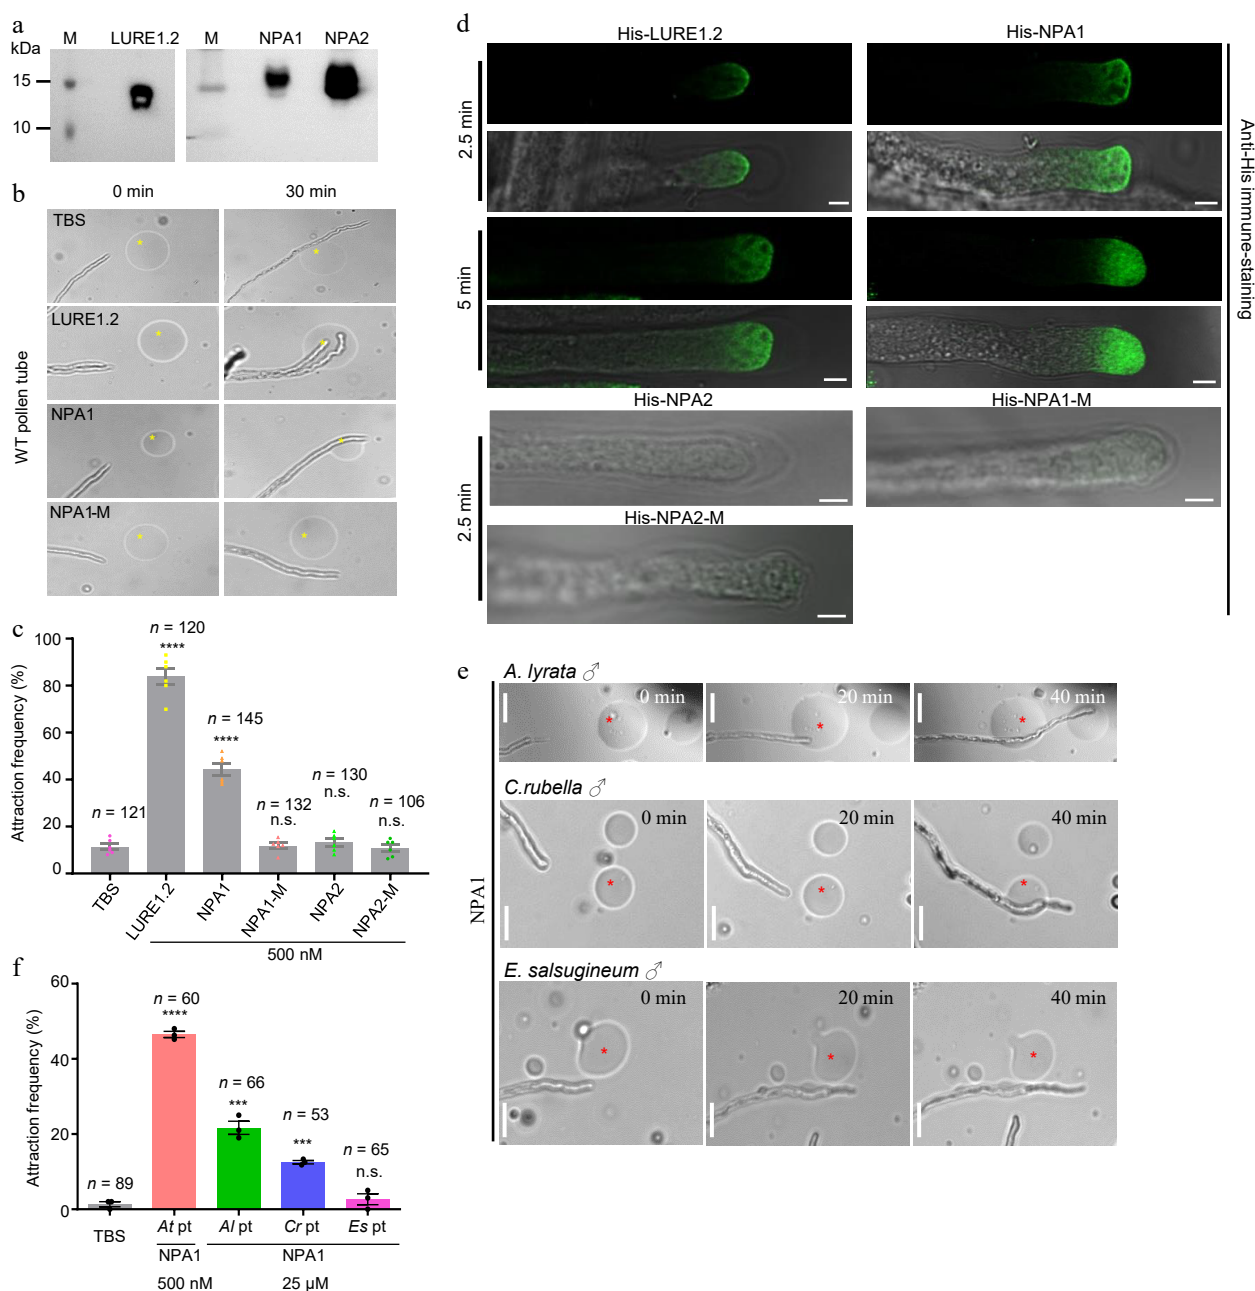 a
M LURE1.2 M NPA1 NPA2
kDa
15
10
b
0 min 30 min
TBS
LURE1.2
NPA1
NPA1-M
WT pollen tube
c
Attraction frequency (%)
100
80
60
40
20
0
n = 121
n = 120
****
n = 145
****
n = 132
n.s.
n = 130
n.s.
n = 106
n.s.
TBS LURE1.2 NPA1 NPA1-M NPA2 NPA2-M
500 nM
d
His-LURE1.2 His-NPA1
2.5 min
5 min
His-NPA2 His-NPA1-M
2.5 min
His-NPA2-M
Anti-His immune-staining
e
A. lyrata ♂
0 min 20 min 40 min
C.rubella ♂
0 min 20 min 40 min
E. salsugineum ♂
0 min 20 min 40 min
NPA1
f
Attraction frequency (%)
60
40
20
0
n = 89
n = 60
****
n = 66
***
n = 53
***
n = 65
n.s.
TBS At pt Al pt Cr pt Es pt
NPA1 NPA1
500 nM 25 µM